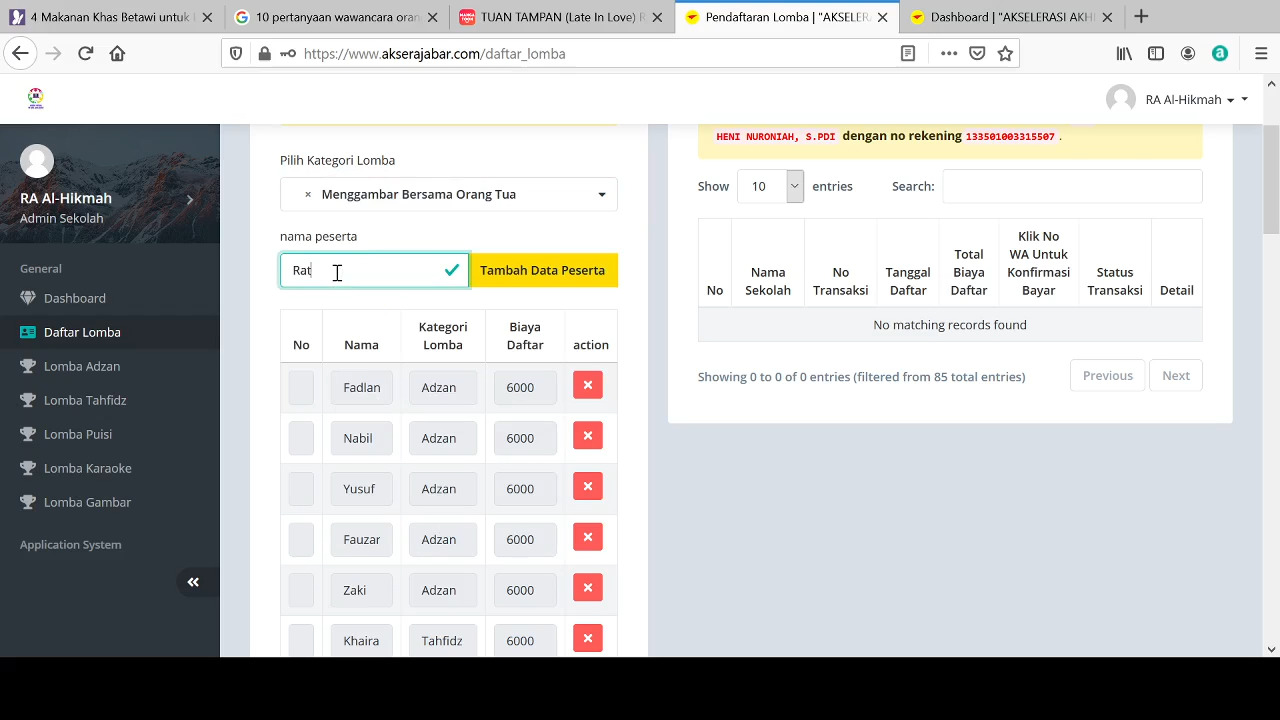 4 Makanan Khas Betawi untuk l
10 pertanyaan wawancara oran
TUAN TAMPAN (Late In Love) R
Pendaftaran Lomba | "AKSELERA
Dashboard | "AKSELERASI AKHI
https://www.akserajabar.com/daftar_lomba
RA Al-Hikmah
RA Al-Hikmah
Admin Sekolah
General
Dashboard
Daftar Lomba
Lomba Adzan
Lomba Tahfidz
Lomba Puisi
Lomba Karaoke
Lomba Gambar
Application System
Pilih Kategori Lomba
× Menggambar Bersama Orang Tua
nama peserta
Rat
Tambah Data Peserta
No Nama Kategori Lomba Biaya Daftar action
Fadlan Adzan 6000
Nabil Adzan 6000
Yusuf Adzan 6000
Fauzar Adzan 6000
Zaki Adzan 6000
Khaira Tahfidz 6000
HENI NURONIAH, S.PDI dengan no rekening 133501003315507.
Show 10 entries Search:
No Nama Sekolah No Transaksi Tanggal Daftar Total Biaya Daftar Klik No WA Untuk Konfirmasi Bayar Status Transaksi Detail
No matching records found
Showing 0 to 0 of 0 entries (filtered from 85 total entries)
Previous Next